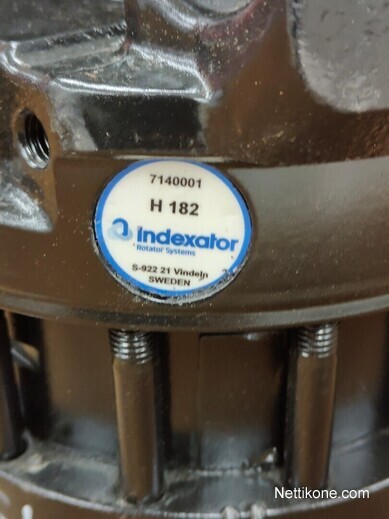 7140001
H 182
indexator
Rotator Systems
S-922 21 Vindeln
SWEDEN
Nettikone.com